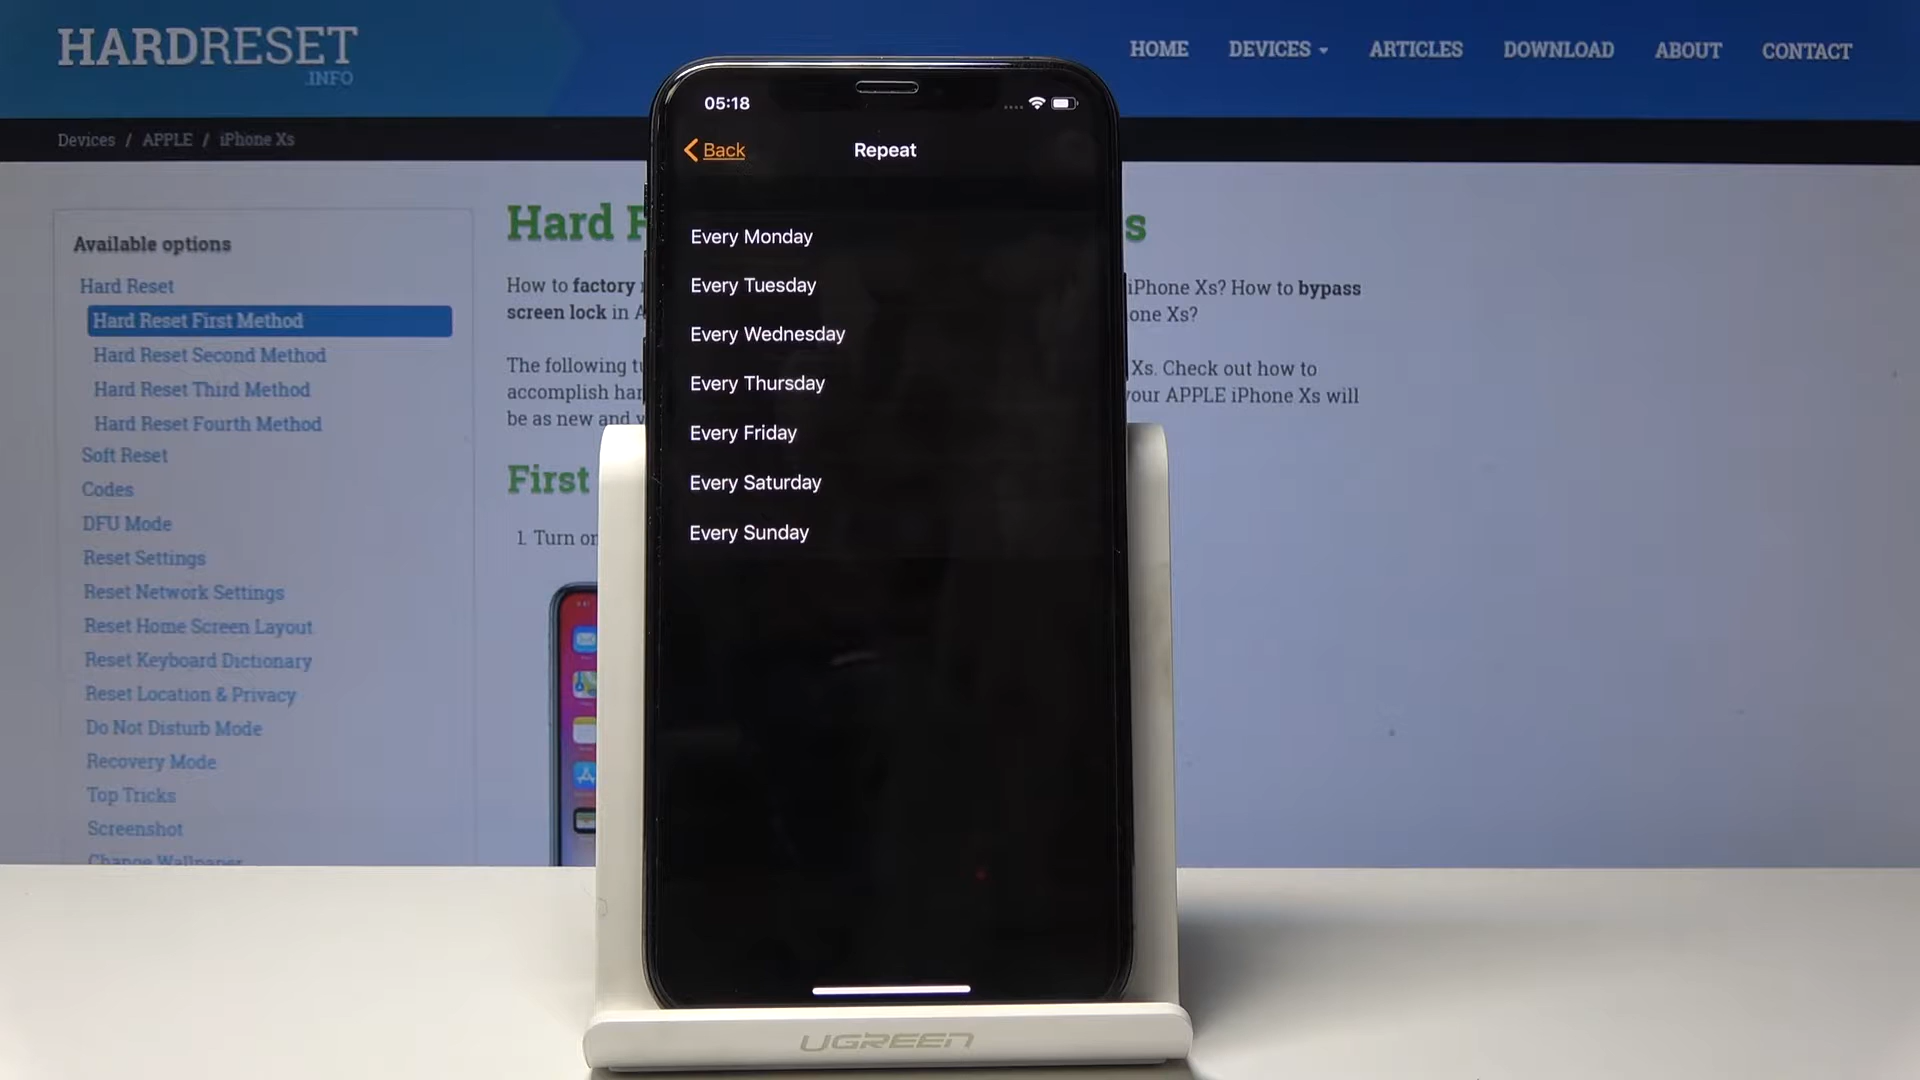 HARDRESET
.INFO
HOME DEVICES ARTICLES DOWNLOAD ABOUT CONTACT
Devices / APPLE / iPhone Xs
05:18
Back
Repeat
Every Monday
Every Tuesday
Every Wednesday
Every Thursday
Every Friday
Every Saturday
Every Sunday
Available options
Hard Reset
Hard Reset First Method
Hard Reset Second Method
Hard Reset Third Method
Hard Reset Fourth Method
Soft Reset
Codes
DFU Mode
Reset Settings
Reset Network Settings
Reset Home Screen Layout
Reset Keyboard Dictionary
Reset Location & Privacy
Do Not Disturb Mode
Recovery Mode
Top Tricks
Screenshot
Change Wallpaper
Hard
How to factory iPhone Xs? How to bypass
screen lock in Xs?
The following Xs. Check out how to
accomplish your APPLE iPhone Xs will
be as new and
First
1. Turn
UGREEN